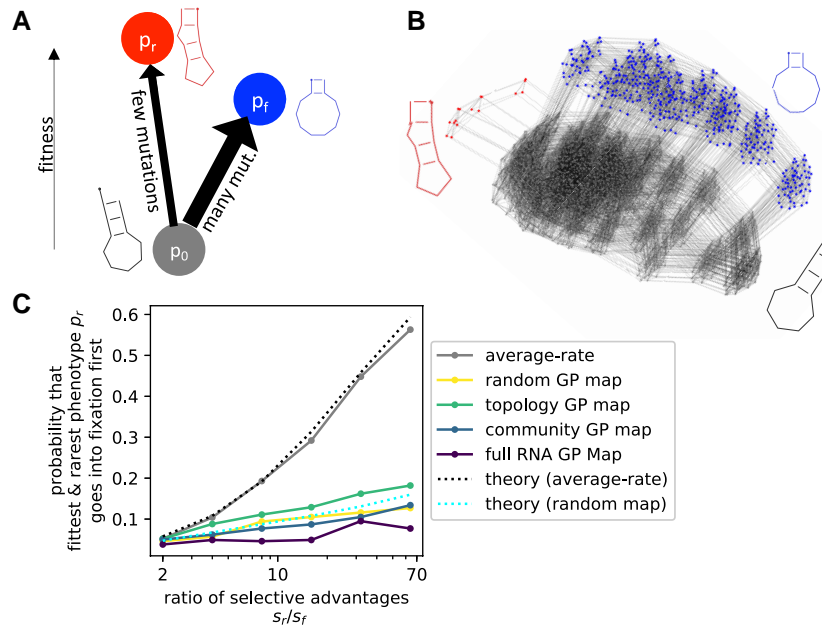 A
fitness
p_r
p_f
p_0
few mutations
many mut.
B
C
probability that
fittest & rarest phenotype p_r
goes into fixation first
0.6
0.5
0.4
0.3
0.2
0.1
2
10
70
ratio of selective advantages
s_r/s_f
average-rate
random GP map
topology GP map
community GP map
full RNA GP Map
theory (average-rate)
theory (random map)